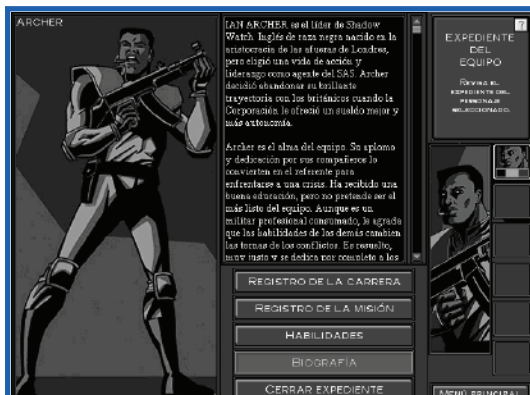 ARCHER
IAN ARCHER es el líder de Shadow
Watch. Inglés de raza negra nacido en la
aristocracia de las afueras de Londres,
pero eligió una vida de acción y
liderazgo como agente del SAS. Archer
decidió abandonar su brillante
trayectoria con los británicos cuando la
Corporación le ofreció un sueldo mejor y
más autonomía.
Archer es el alma del equipo. Su aplomo
y dedicación por sus compañeros lo
convierten en el referente para
enfrentarse a una crisis. Ha recibido una
buena educación, pero no pretende ser el
más listo del equipo. Aunque es un
militar profesional consumado, le agrada
que las habilidades de los demás cambien
las tornas de los conflictos. Es resuelto,
muy justo y se dedica por completo a los
REGISTRO DE LA CARRERA
REGISTRO DE LA MISIÓN
HABILIDADES
BIOGRAFÍA
CERRAR EXPEDIENTE
?
EXPEDIENTE
DEL
EQUIPO
REVISA EL
EXPEDIENTE DEL
PERSONAJE
SELECCIONADO.
MENÚ PRINCIPAL